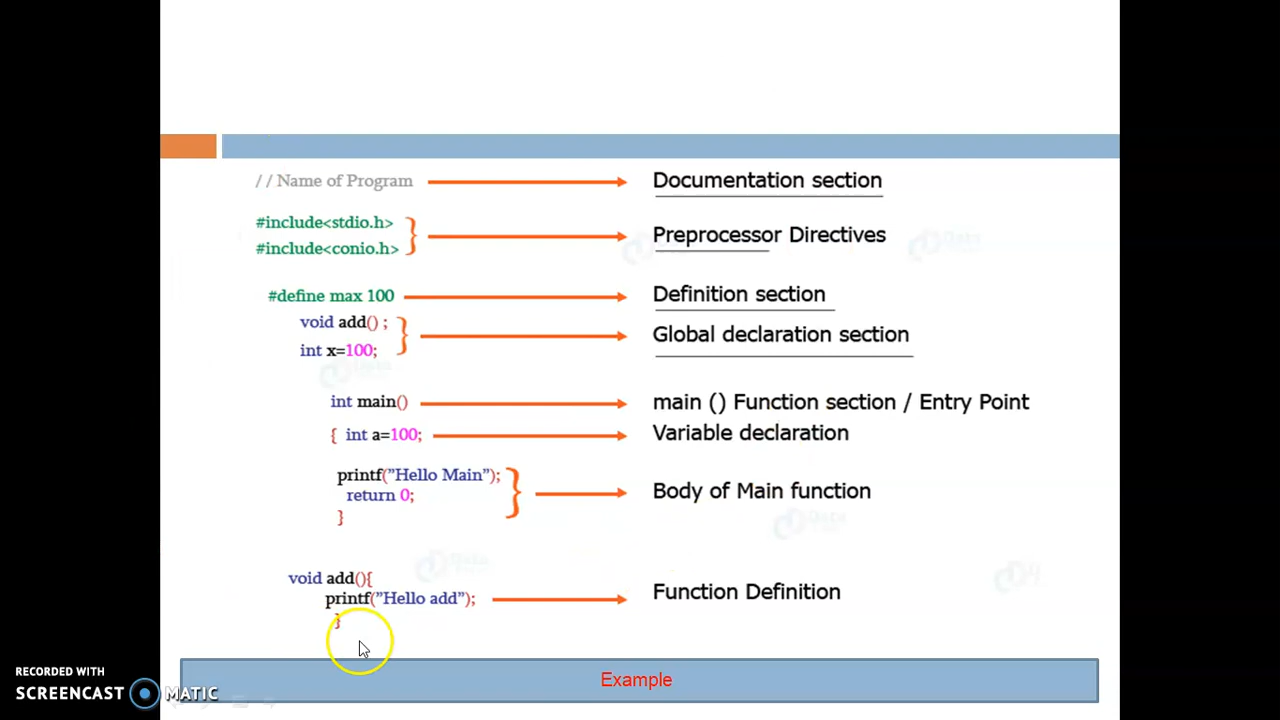 // Name of Program Documentation section
#include<stdio.h>
#include<conio.h> Preprocessor Directives
#define max 100 Definition section
void add() ;
int x=100; Global declaration section
int main() main () Function section / Entry Point
{ int a=100; Variable declaration
printf("Hello Main");
return 0; Body of Main function
}
void add(){
printf("Hello add"); Function Definition
}
Example
RECORDED WITH
SCREENCAST MATIC